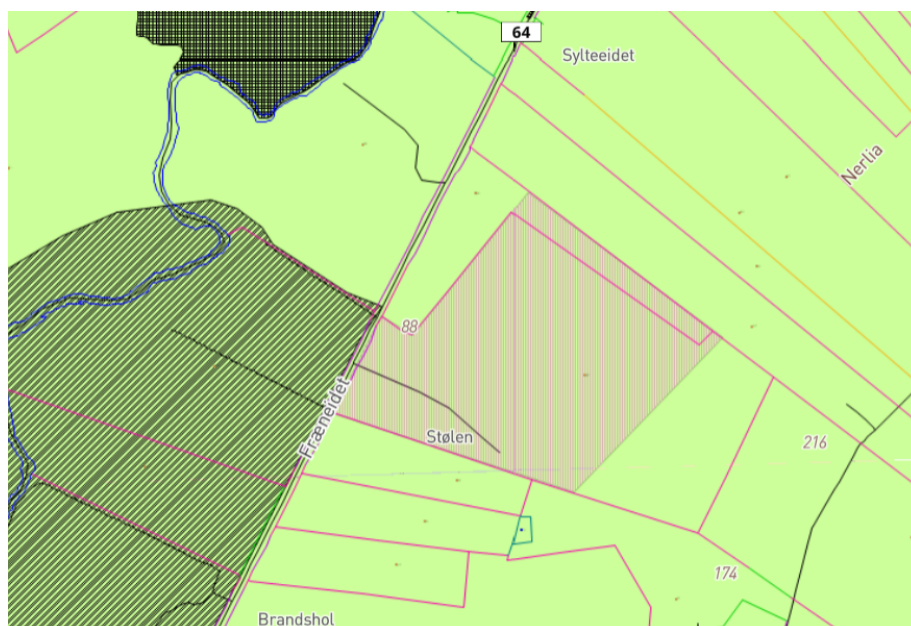 64
Sylteeidet
Nerlia
88
Fræneidet
Stølen
216
174
Brandshol